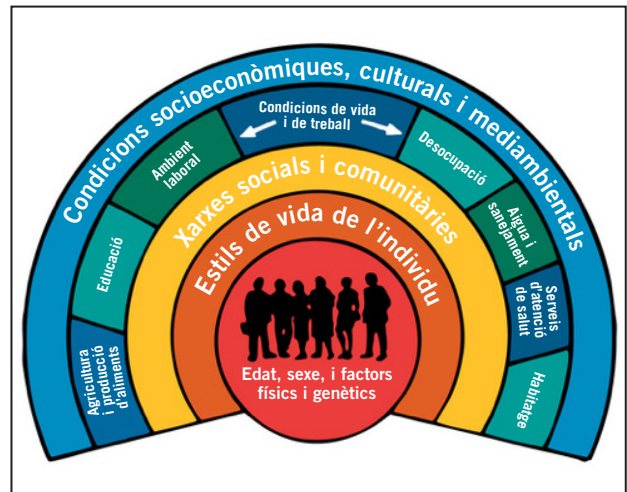 Condicions socioeconòmiques, culturals i mediambientals
Condicions de vida
i de treball
Agricultura
i producció
d'aliments
Educació
Ambient
laboral
Desocupació
Aigua i
sanejament
Serveis
d'atenció
de salut
Habitatge
Xarxes socials i comunitàries
Estils de vida de l'individu
Edat, sexe, i factors
físics i genètics